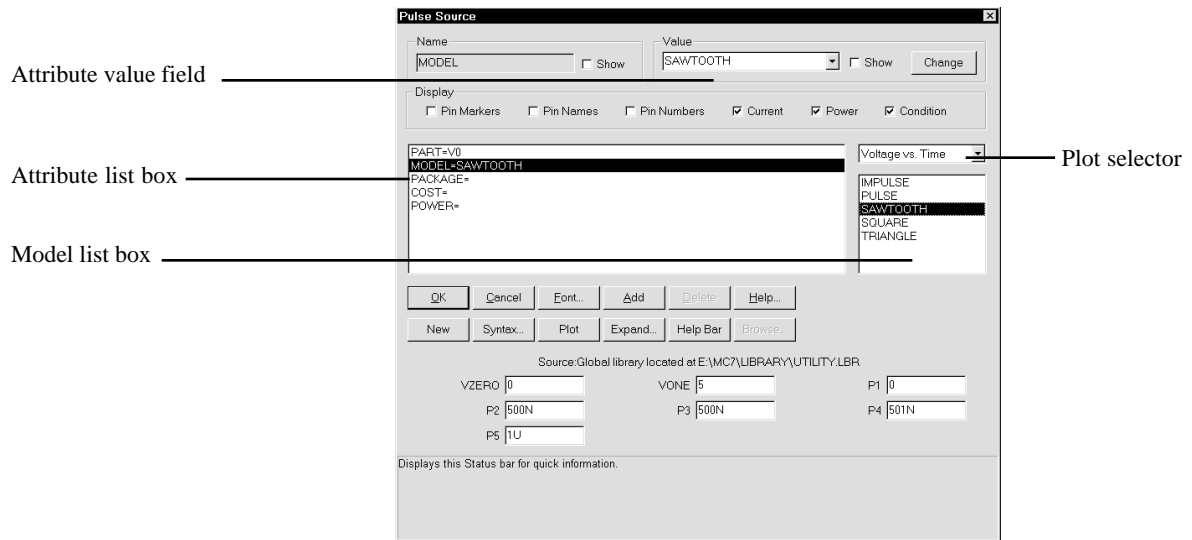 Pulse Source
Name
MODEL
Show
Value
SAWTOOTH
Show
Change
Attribute value field
Display
Pin Markers
Pin Names
Pin Numbers
Current
Power
Condition
PART=V0
MODEL=SAWTOOTH
PACKAGE=
COST=
POWER=
Voltage vs. Time
Plot selector
Attribute list box
IMPULSE
PULSE
SAWTOOTH
SQUARE
TRIANGLE
Model list box
OK
Cancel
Font...
Add
Delete
Help...
New
Syntax...
Plot
Expand...
Help Bar
Browse...
Source:Global library located at E:\MC7\LIBRARY\UTILITY.LBR
VZERO 0
VONE 5
P1 0
P2 500N
P3 500N
P4 501N
P5 1U
Displays this Status bar for quick information.